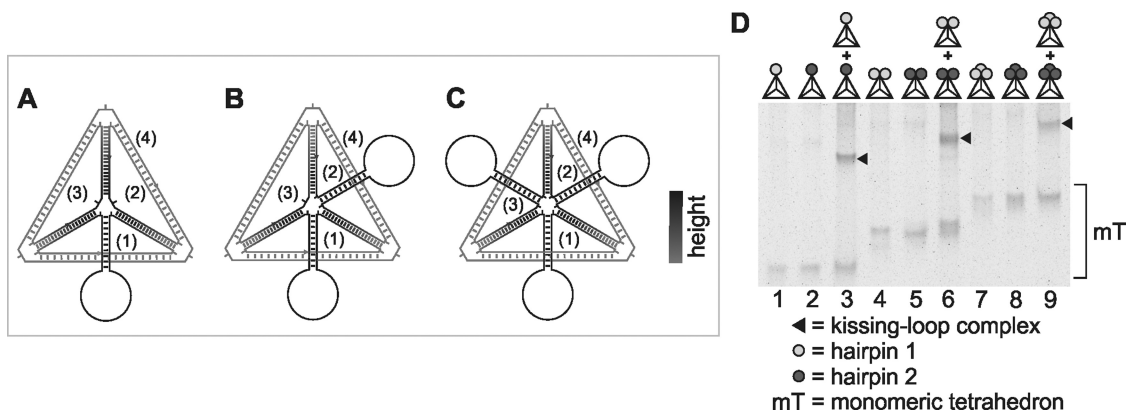 A
B
C
D
(4)
(3)
(2)
(1)
(4)
(2)
(3)
(1)
(4)
(2)
(3)
(1)
height
+
+
+
mT
1 2 3 4 5 6 7 8 9
= kissing-loop complex
= hairpin 1
= hairpin 2
mT = monomeric tetrahedron